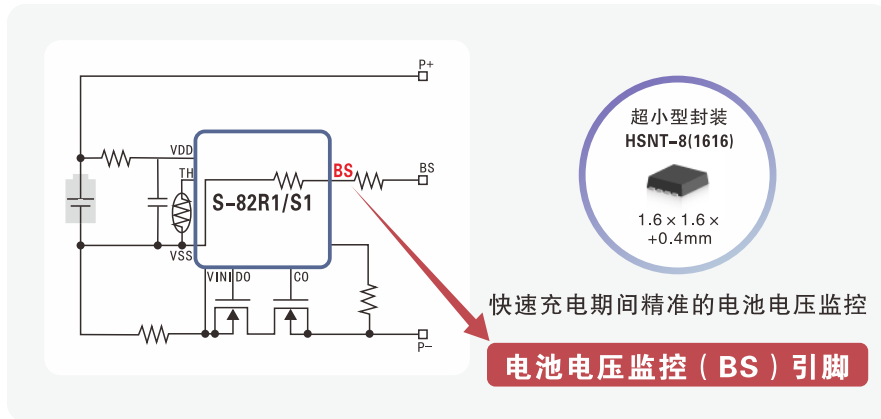 P+
VDD
TH
BS
BS
S-82R1/S1
VSS
VINI
DO
CO
P-
超小型封装
HSNT-8(1616)
1.6×1.6×
+0.4mm
快速充电期间精准的电池电压监控
电池电压监控(BS)引脚